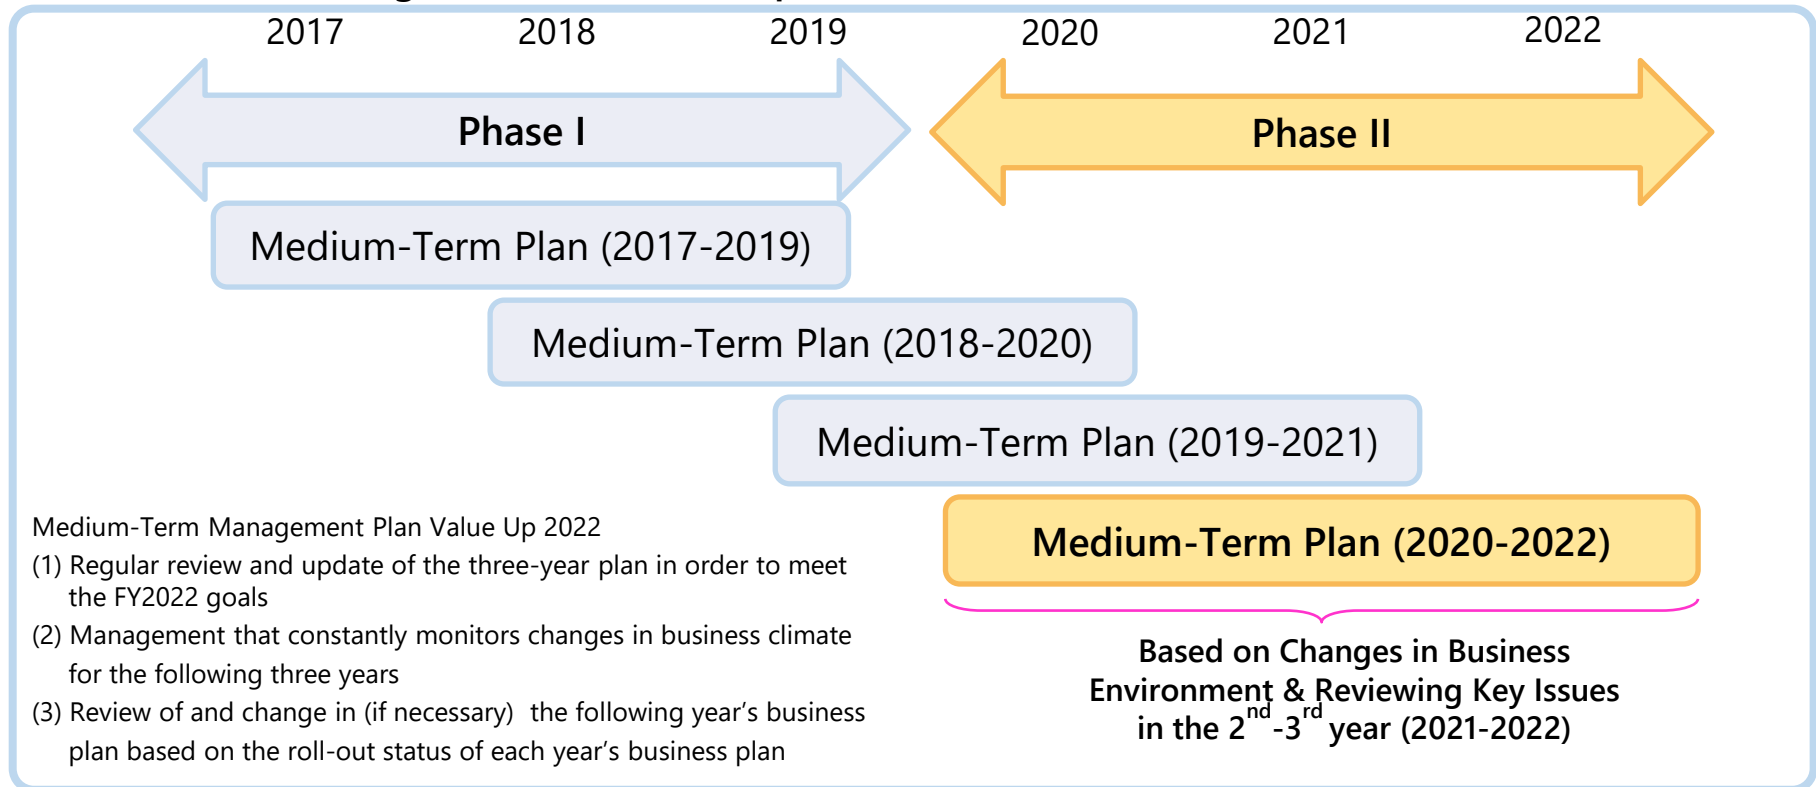 2017 2018 2019 2020 2021 2022
Phase I
Phase II
Medium-Term Plan (2017-2019)
Medium-Term Plan (2018-2020)
Medium-Term Plan (2019-2021)
Medium-Term Plan (2020-2022)
Medium-Term Management Plan Value Up 2022
(1) Regular review and update of the three-year plan in order to meet
the FY2022 goals
(2) Management that constantly monitors changes in business climate
for the following three years
(3) Review of and change in (if necessary) the following year’s business
plan based on the roll-out status of each year’s business plan
Based on Changes in Business
Environment & Reviewing Key Issues
in the 2nd-3rd year (2021-2022)